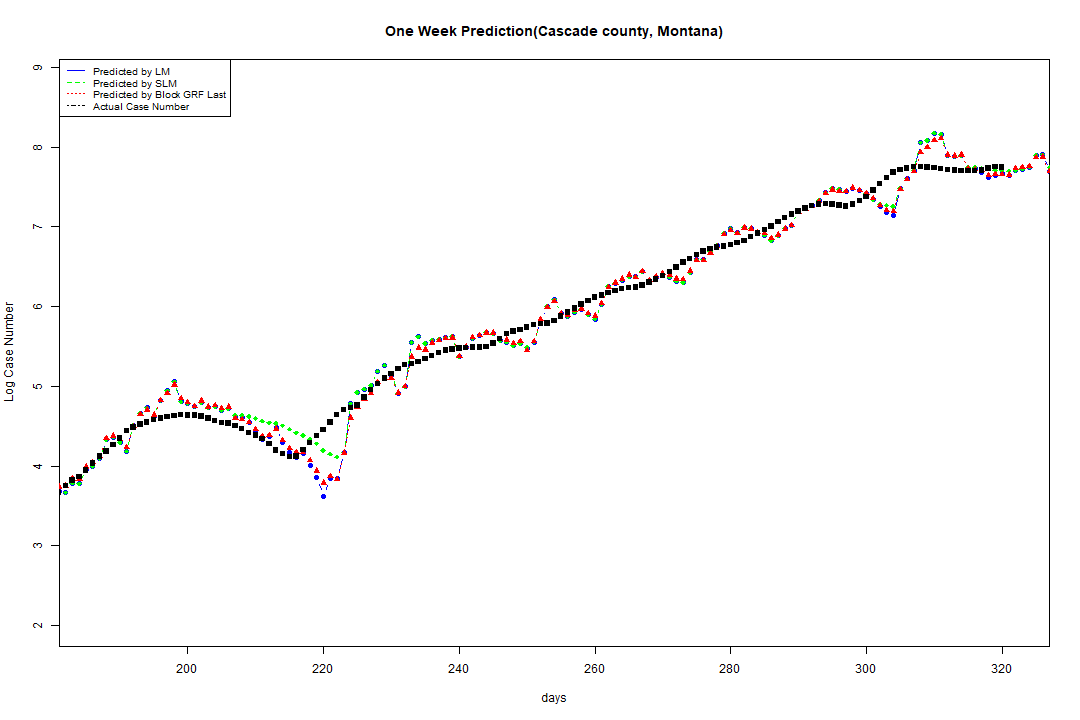 One Week Prediction(Cascade county, Montana)
Predicted by LM
Predicted by SLM
Predicted by Block GRF Last
Actual Case Number
9
8
7
6
5
4
3
2
Log Case Number
200 220 240 260 280 300 320
days